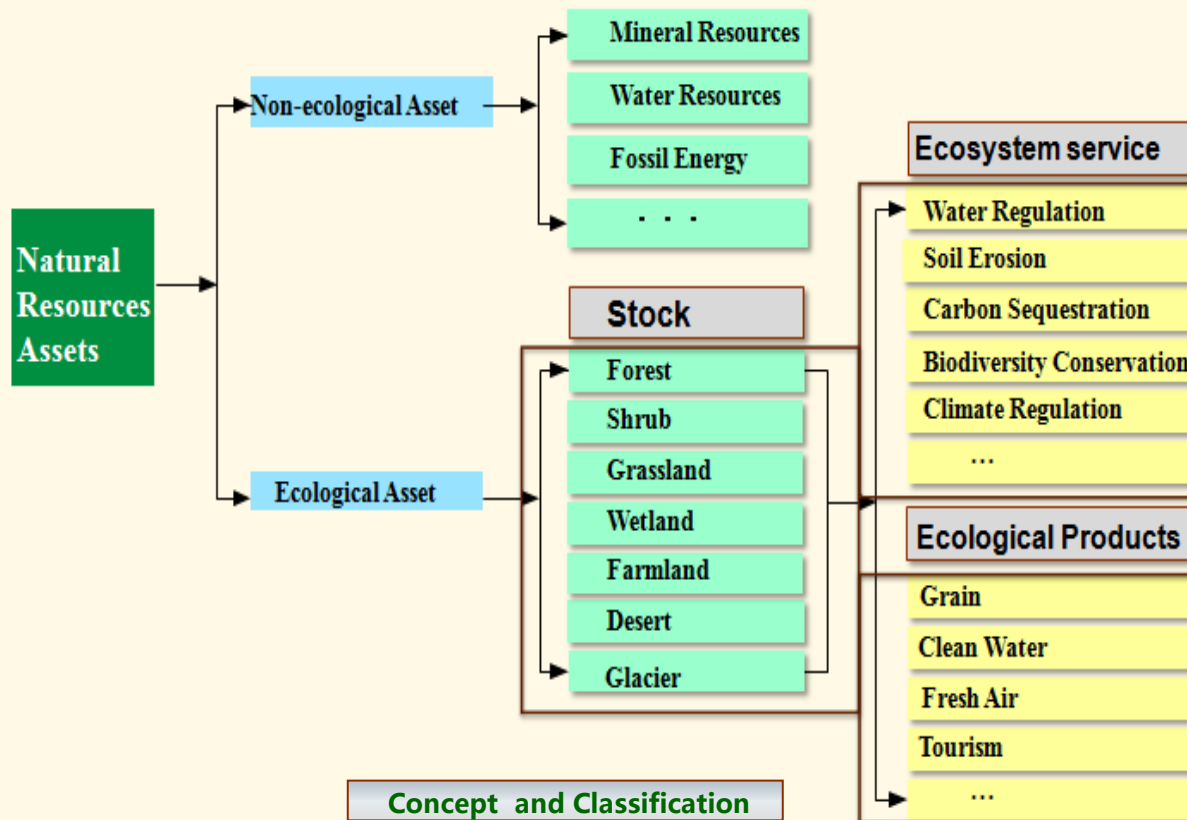 Natural
Resources
Assets
Non-ecological Asset
Mineral Resources
Water Resources
Fossil Energy
. . .
Ecological Asset
Stock
Forest
Shrub
Grassland
Wetland
Farmland
Desert
Glacier
Ecosystem service
Water Regulation
Soil Erosion
Carbon Sequestration
Biodiversity Conservation
Climate Regulation
...
Ecological Products
Grain
Clean Water
Fresh Air
Tourism
...
Concept and Classification